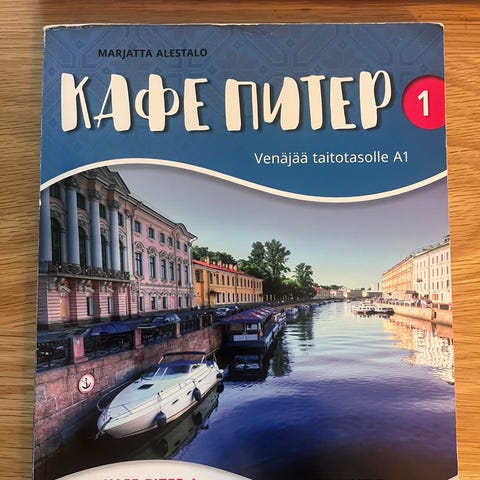 MARJATTA ALESTALO
КАФЕ ПИТЕР
1
Venäjää taitotasolle A1